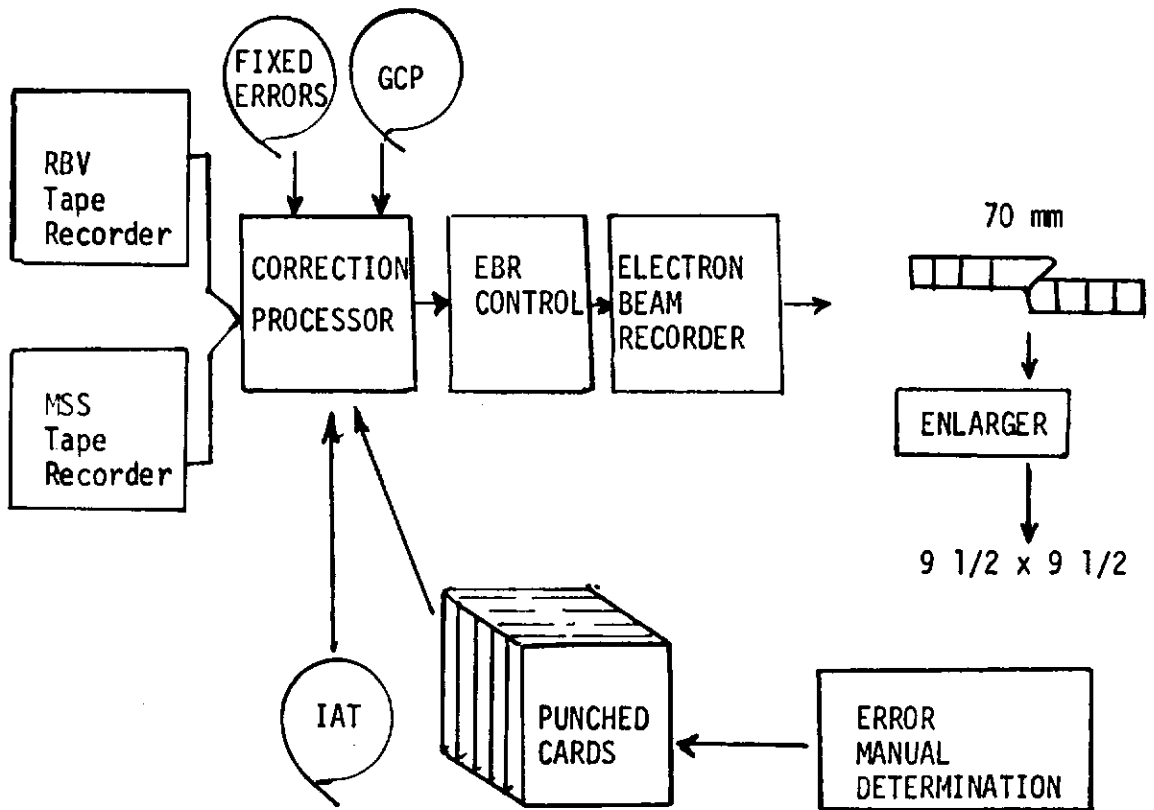 FIXED
ERRORS
GCP
RBV
Tape
Recorder
MSS
Tape
Recorder
CORRECTION
PROCESSOR
EBR
CONTROL
ELECTRON
BEAM
RECORDER
70 mm
ENLARGER
9 1/2 x 9 1/2
IAT
PUNCHED
CARDS
ERROR
MANUAL
DETERMINATION